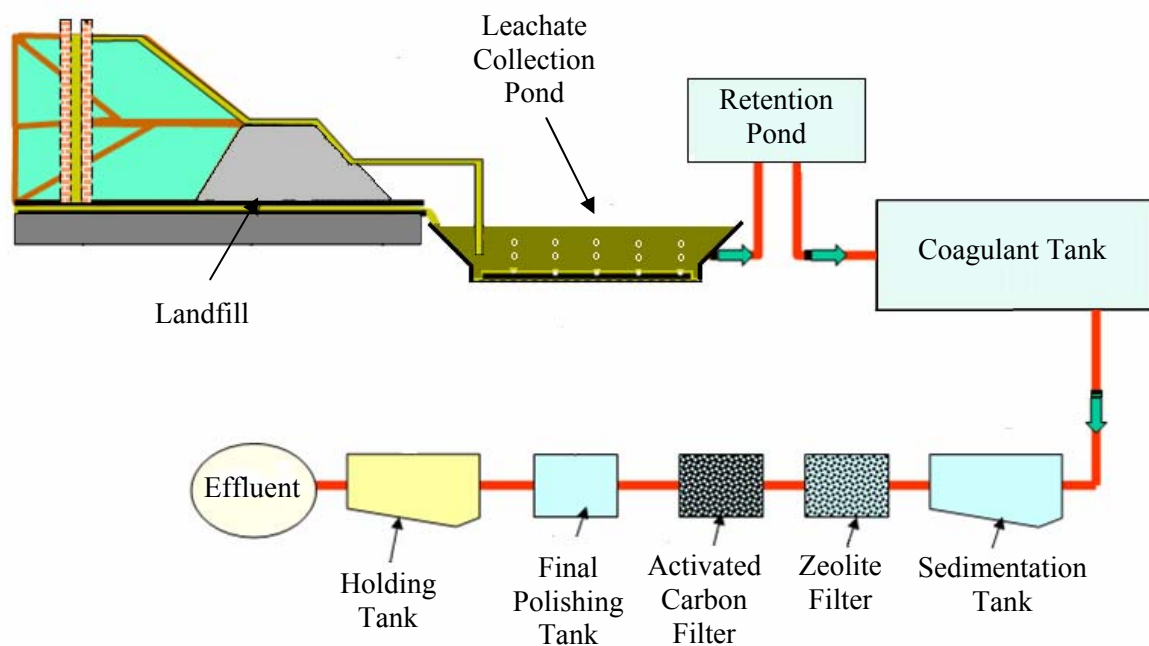 Leachate
Collection
Pond
Retention
Pond
Coagulant Tank
Landfill
Effluent
Holding
Tank
Final
Polishing
Tank
Activated
Carbon
Filter
Zeolite
Filter
Sedimentation
Tank